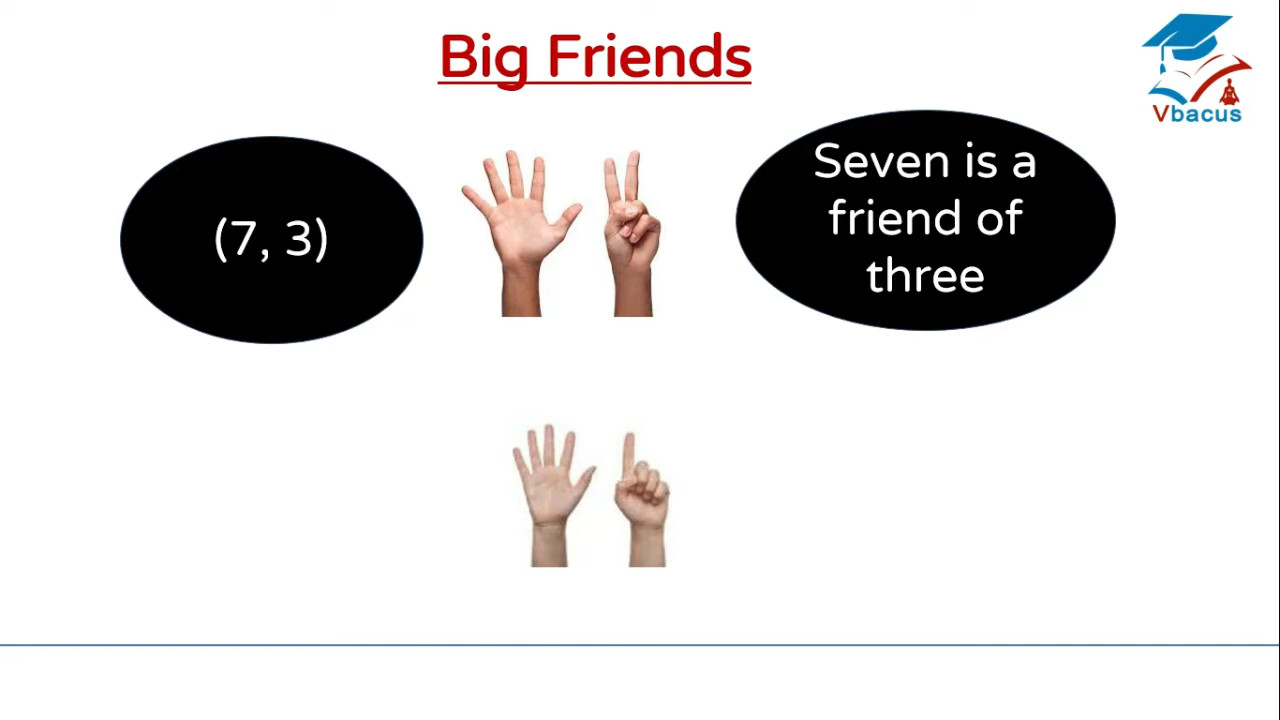 Big Friends
Vbacus
(7, 3)
Seven is a
friend of
three